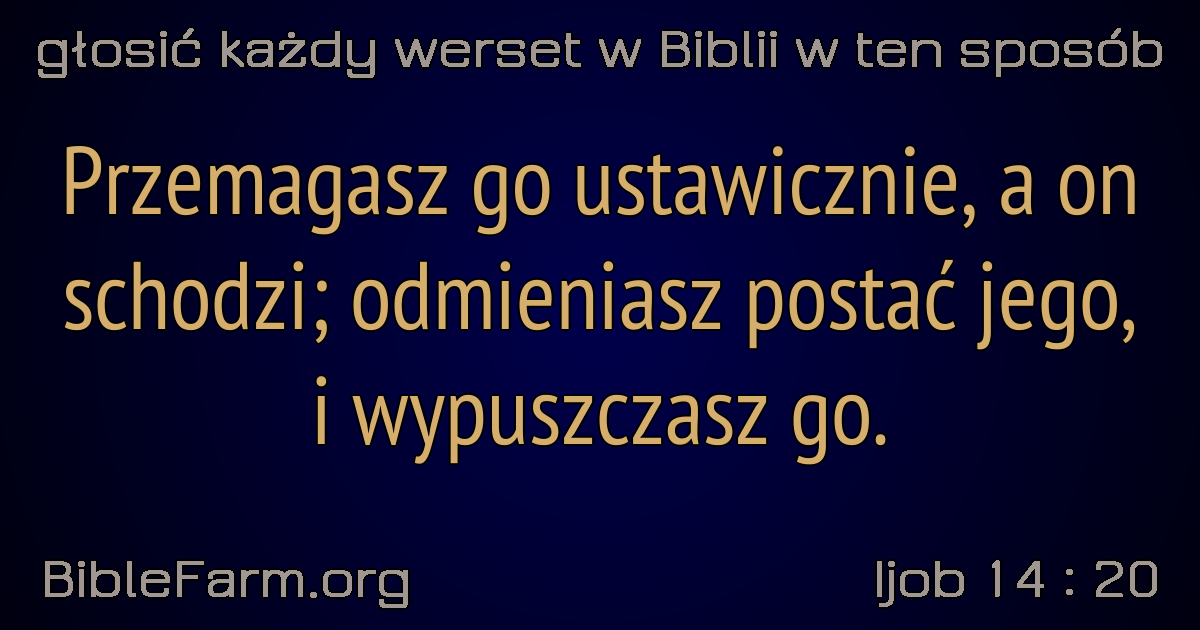 głosić każdy werset w Biblii w ten sposób
Przemagasz go ustawicznie, a on
schodzi; odmieniasz postać jego,
i wypuszczasz go.
BibleFarm.org
Ijob 14 : 20